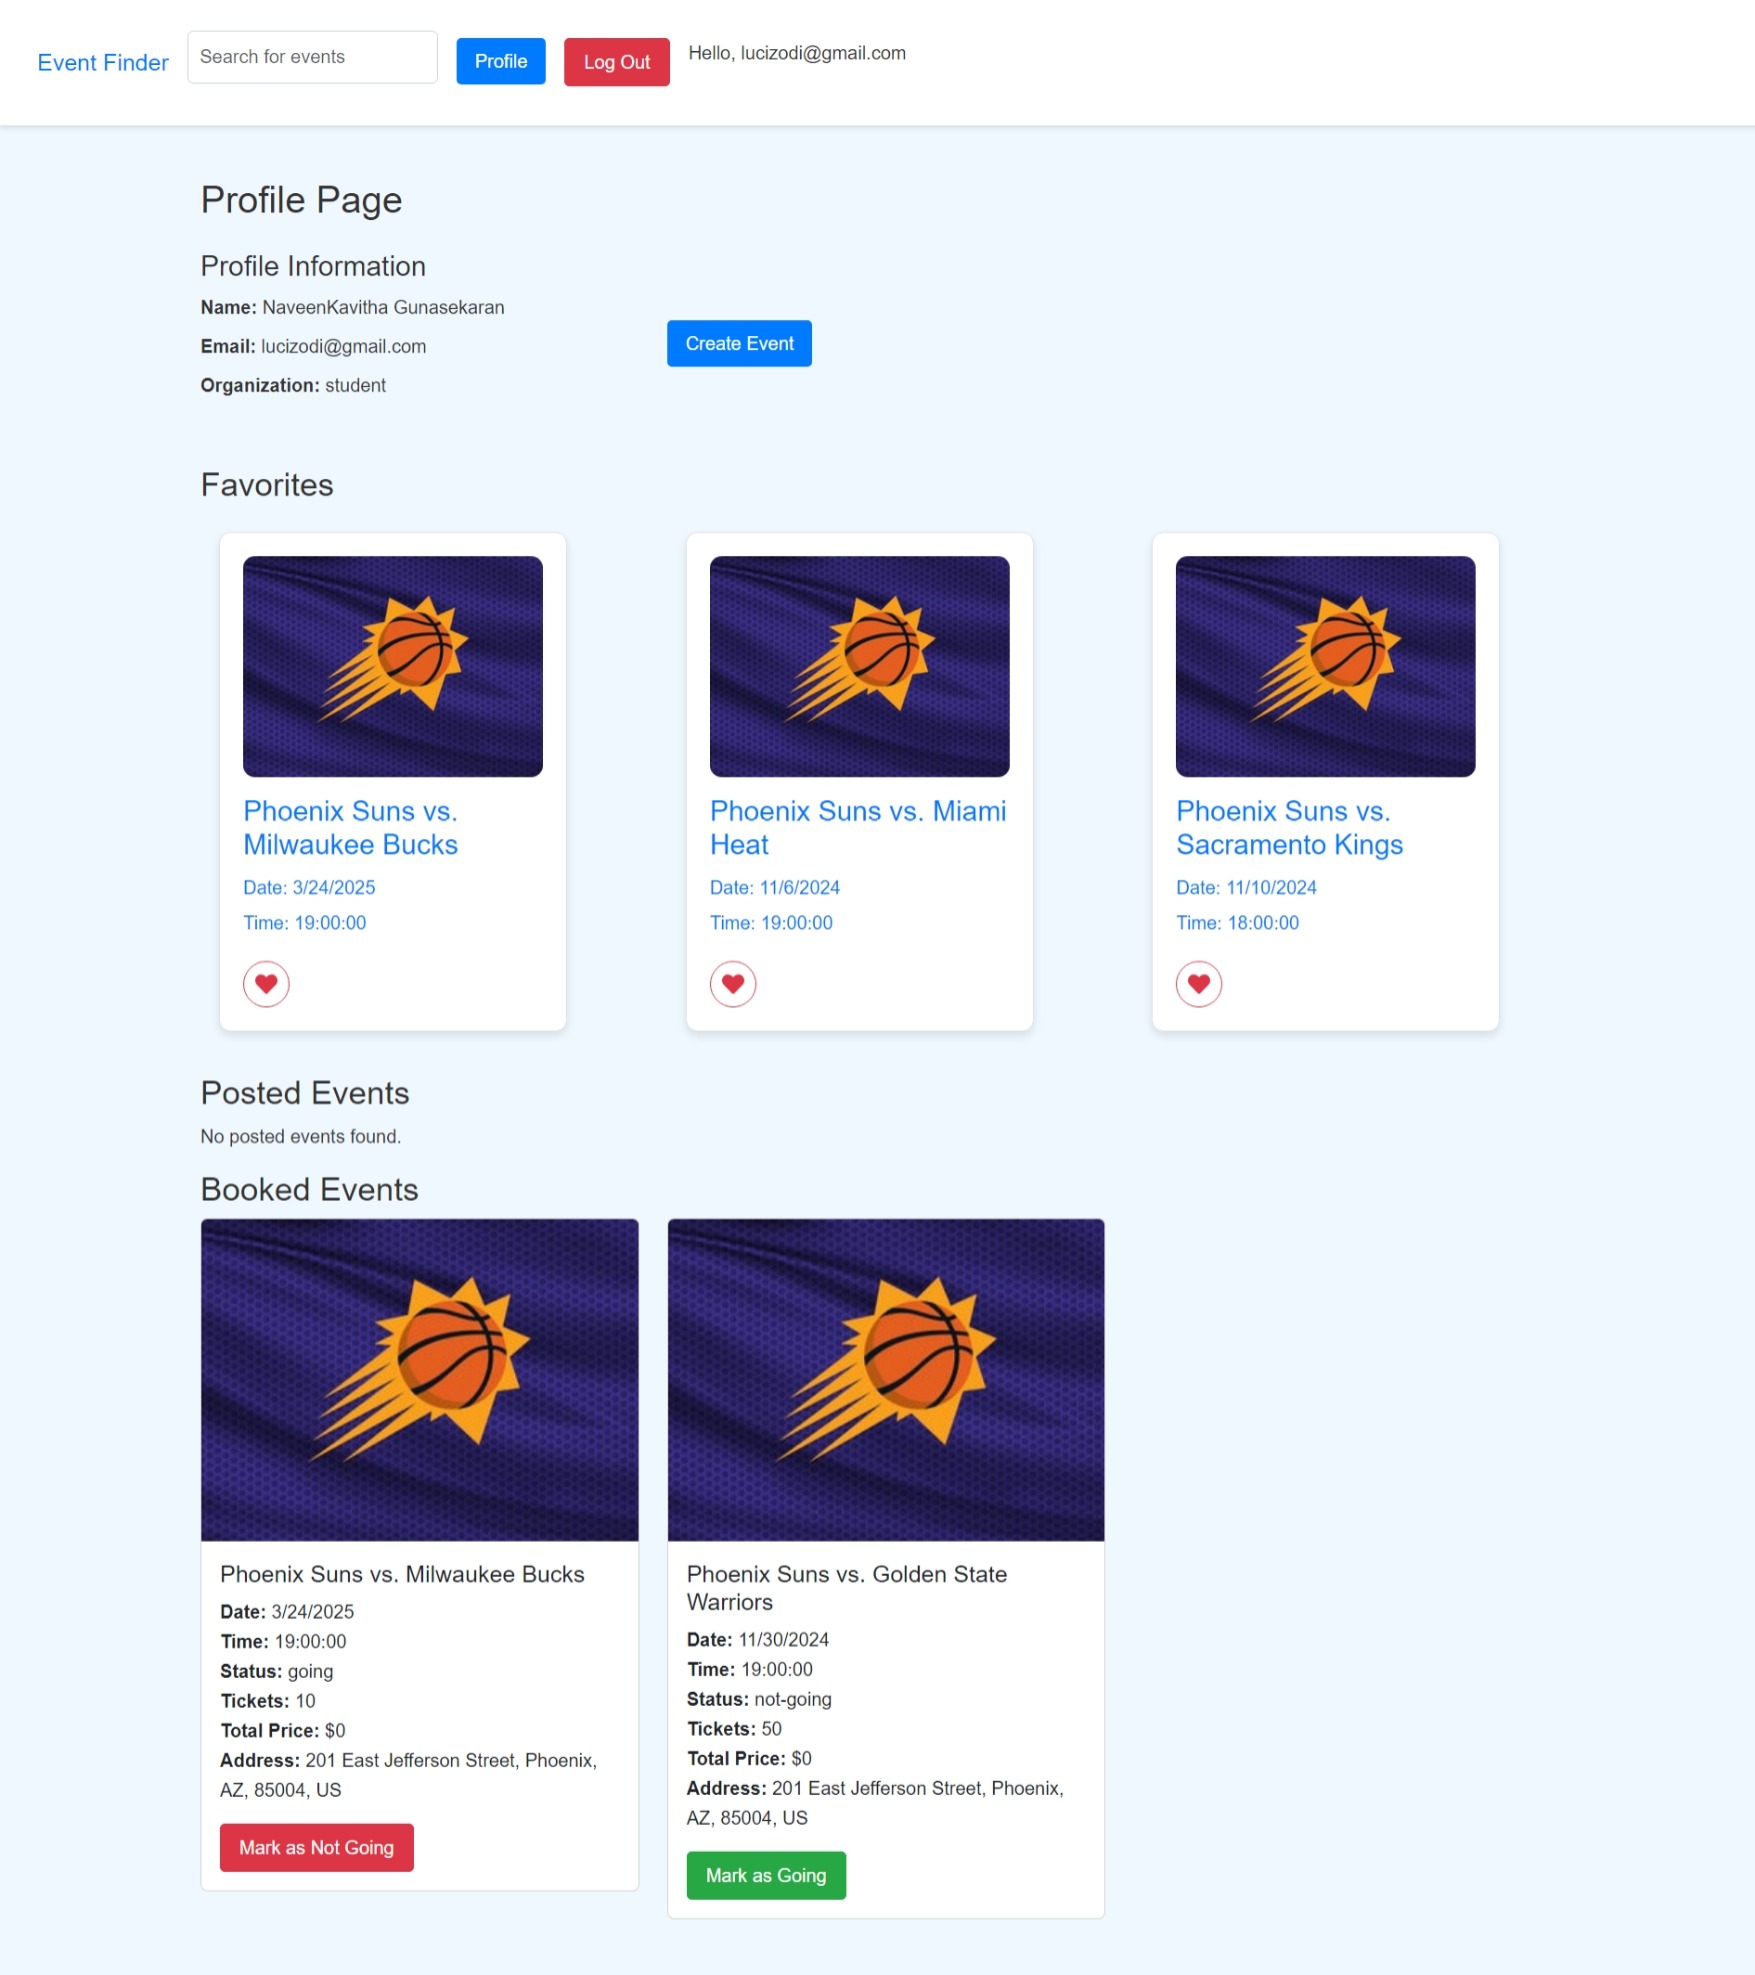 Event Finder
Search for events
Profile
Log Out
Hello, lucizodi@gmail.com
Profile Page
Profile Information
Name: NaveenKavitha Gunasekaran
Email: lucizodi@gmail.com
Organization: student
Create Event
Favorites
Phoenix Suns vs.
Milwaukee Bucks
Date: 3/24/2025
Time: 19:00:00
Phoenix Suns vs. Miami
Heat
Date: 11/6/2024
Time: 19:00:00
Phoenix Suns vs.
Sacramento Kings
Date: 11/10/2024
Time: 18:00:00
Posted Events
No posted events found.
Booked Events
Phoenix Suns vs. Milwaukee Bucks
Date: 3/24/2025
Time: 19:00:00
Status: going
Tickets: 10
Total Price: $0
Address: 201 East Jefferson Street, Phoenix,
AZ, 85004, US
Mark as Not Going
Phoenix Suns vs. Golden State
Warriors
Date: 11/30/2024
Time: 19:00:00
Status: not-going
Tickets: 50
Total Price: $0
Address: 201 East Jefferson Street, Phoenix,
AZ, 85004, US
Mark as Going